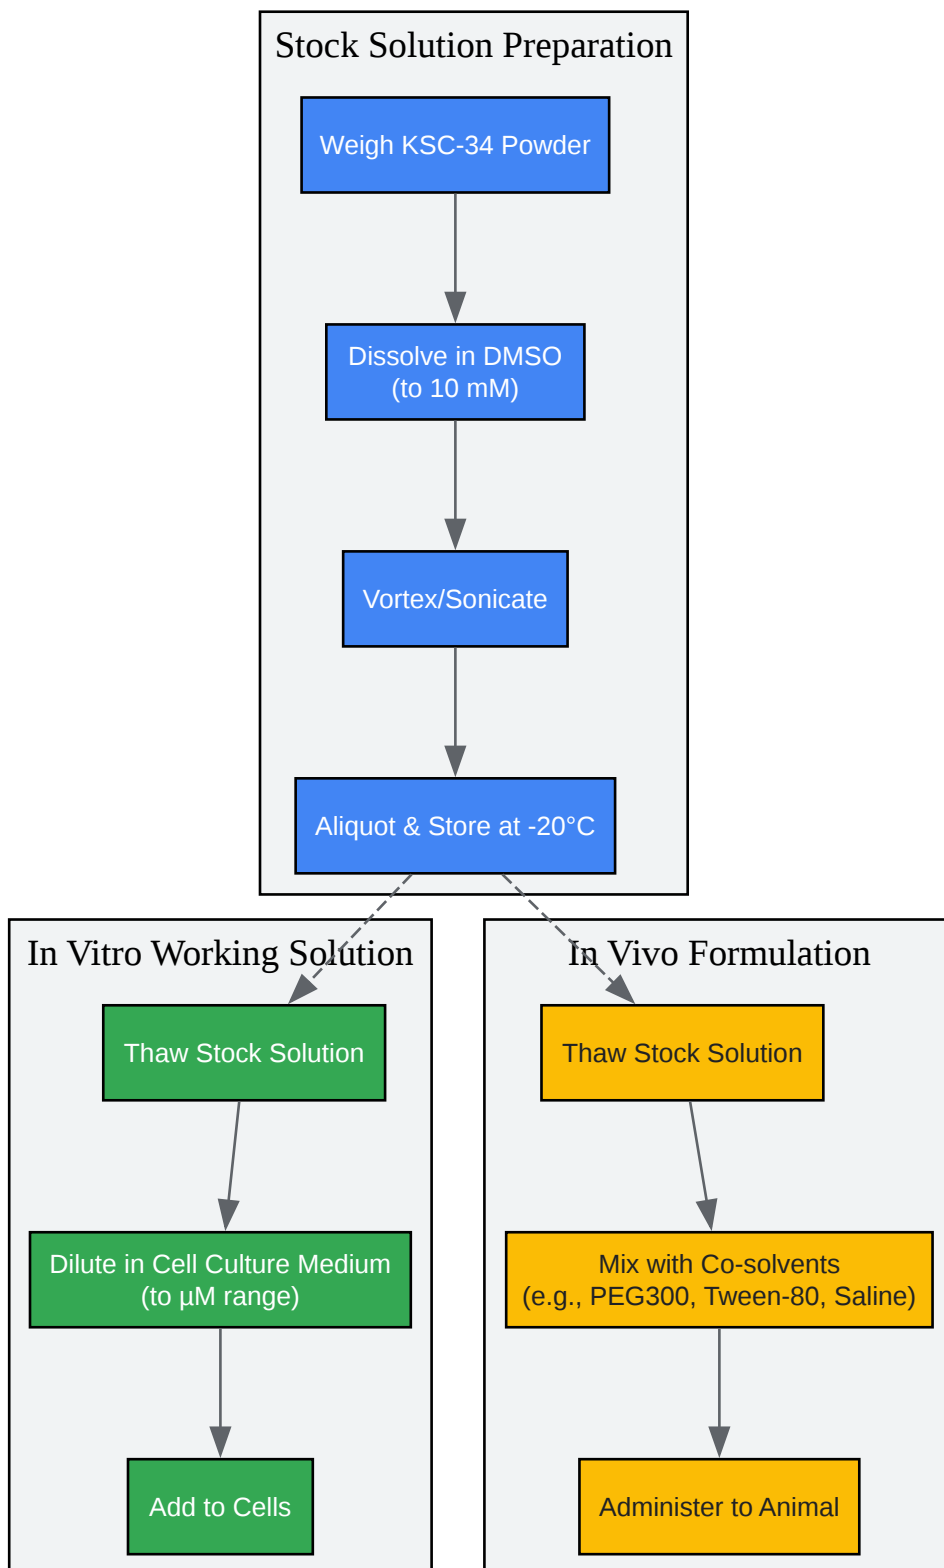 Stock Solution Preparation
Weigh KSC-34 Powder
Dissolve in DMSO
(to 10 mM)
Vortex/Sonicate
Aliquot & Store at -20°C
In Vitro Working Solution
Thaw Stock Solution
Dilute in Cell Culture Medium
(to µM range)
Add to Cells
In Vivo Formulation
Thaw Stock Solution
Mix with Co-solvents
(e.g., PEG300, Tween-80, Saline)
Administer to Animal